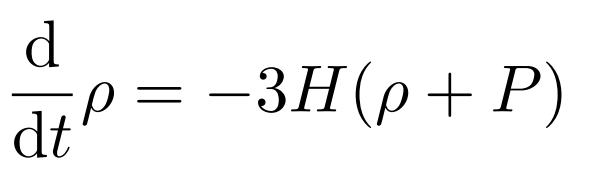 d/dt ρ = −3H(ρ + P)